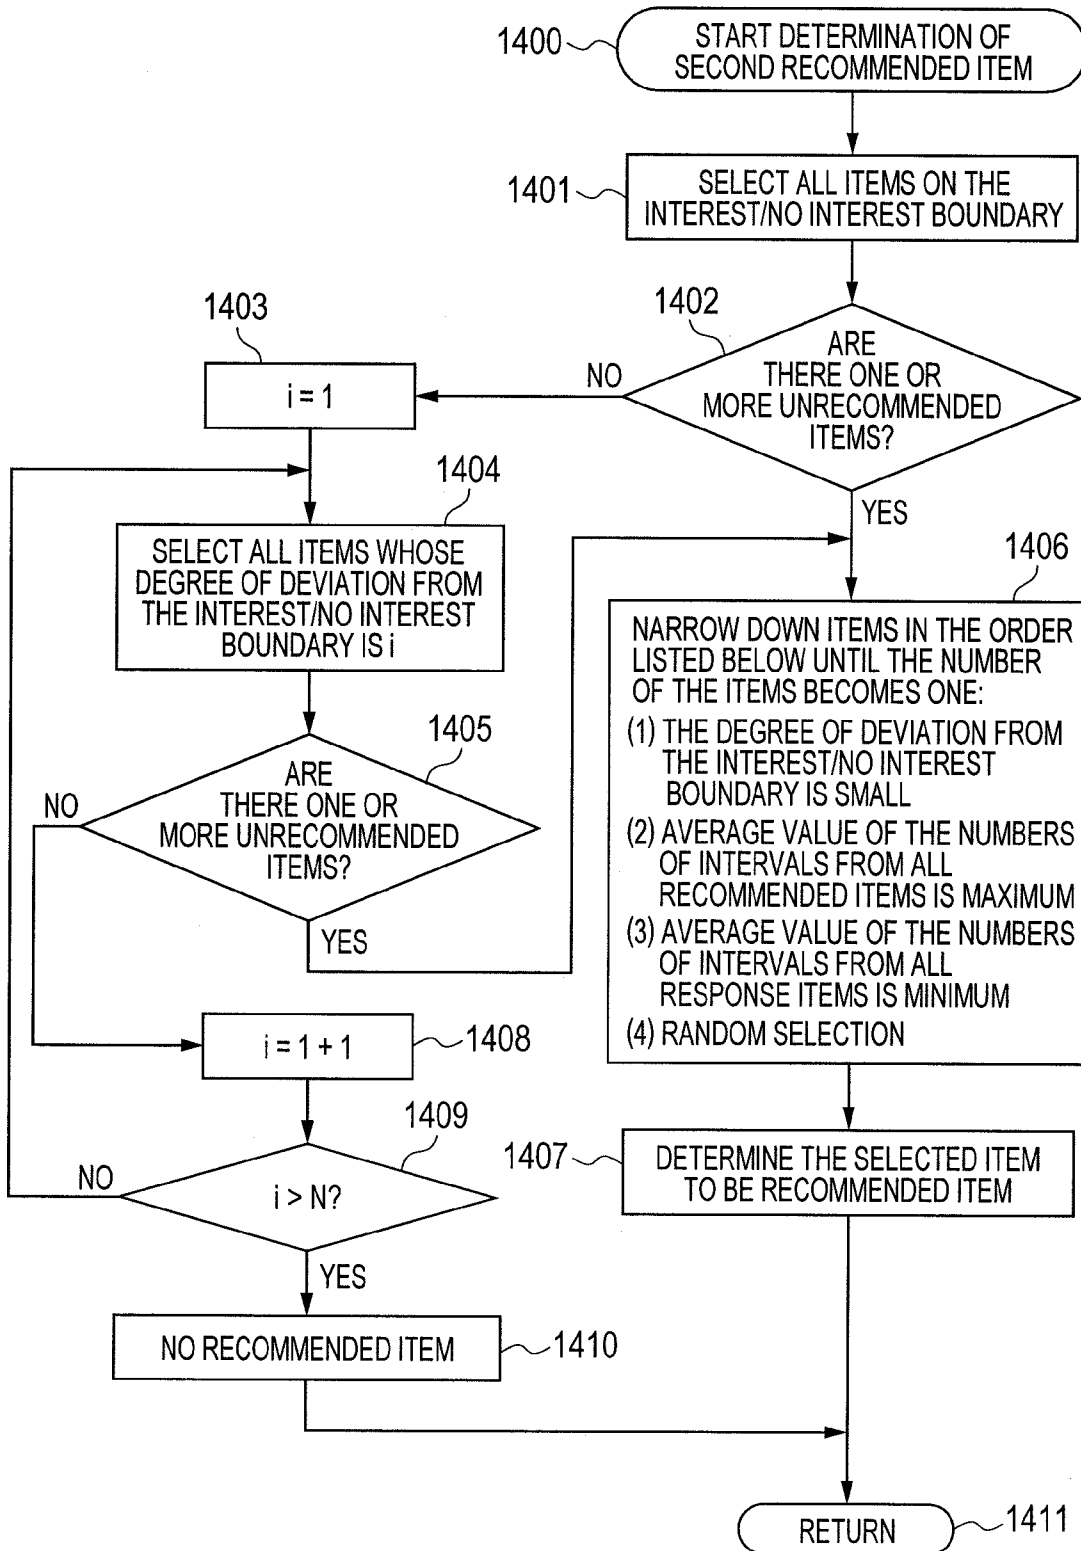 1400
START DETERMINATION OF
SECOND RECOMMENDED ITEM
1401
SELECT ALL ITEMS ON THE
INTEREST/NO INTEREST BOUNDARY
1402
ARE
THERE ONE OR
MORE UNRECOMMENDED
ITEMS?
NO
YES
1403
i = 1
1404
SELECT ALL ITEMS WHOSE
DEGREE OF DEVIATION FROM
THE INTEREST/NO INTEREST
BOUNDARY IS i
1405
ARE
THERE ONE OR
MORE UNRECOMMENDED
ITEMS?
NO
YES
1406
NARROW DOWN ITEMS IN THE ORDER
LISTED BELOW UNTIL THE NUMBER
OF THE ITEMS BECOMES ONE:
(1) THE DEGREE OF DEVIATION FROM
THE INTEREST/NO INTEREST
BOUNDARY IS SMALL
(2) AVERAGE VALUE OF THE NUMBERS
OF INTERVALS FROM ALL
RECOMMENDED ITEMS IS MAXIMUM
(3) AVERAGE VALUE OF THE NUMBERS
OF INTERVALS FROM ALL
RESPONSE ITEMS IS MINIMUM
(4) RANDOM SELECTION
1407
DETERMINE THE SELECTED ITEM
TO BE RECOMMENDED ITEM
i = 1 + 1
1408
1409
i > N?
NO
YES
NO RECOMMENDED ITEM
1410
RETURN
1411